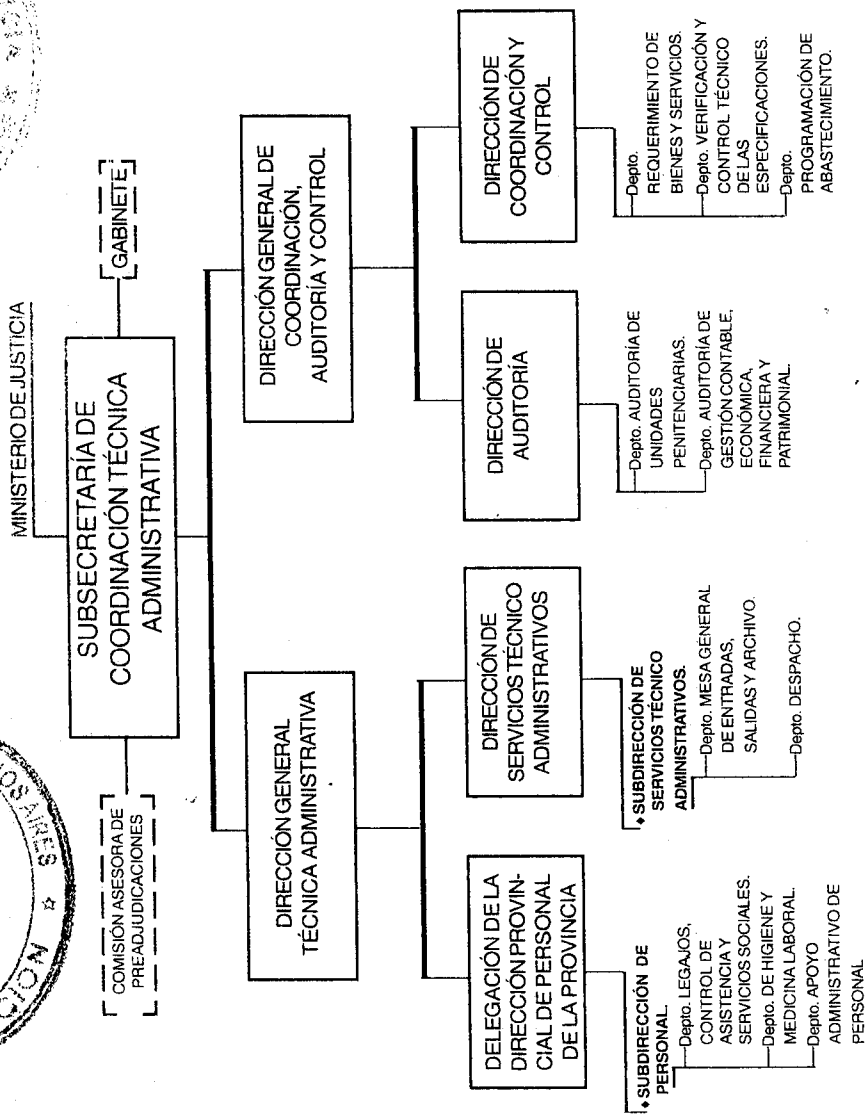 MINISTERIO DE JUSTICIA
SUBSECRETARÍA DE
COORDINACIÓN TÉCNICA
ADMINISTRATIVA
COMISIÓN ASESORA DE
PREADJUDICACIONES
GABINETE
DIRECCIÓN GENERAL
TÉCNICA ADMINISTRATIVA
DIRECCIÓN GENERAL DE
COORDINACIÓN,
AUDITORÍA Y CONTROL
DELEGACIÓN DE LA
DIRECCIÓN PROVIN-
CIAL DE PERSONAL
DE LA PROVINCIA
♦ SUBDIRECCIÓN DE
PERSONAL.
Depto. LEGAJOS,
CONTROL DE
ASISTENCIA Y
SERVICIOS SOCIALES.
Depto. DE HIGIENE Y
MEDICINA LABORAL.
Depto. APOYO
ADMINISTRATIVO DE
PERSONAL
DIRECCIÓN DE
SERVICIOS TÉCNICO
ADMINISTRATIVOS
♦ SUBDIRECCIÓN DE
SERVICIOS TÉCNICO
ADMINISTRATIVOS.
Depto. MESA GENERAL
DE ENTRADAS,
SALIDAS Y ARCHIVO.
Depto. DESPACHO.
DIRECCIÓN DE
AUDITORÍA
Depto. AUDITORÍA DE
UNIDADES
PENITENCIARIAS.
Depto. AUDITORÍA DE
GESTIÓN CONTABLE,
ECONÓMICA,
FINANCIERA Y
PATRIMONIAL.
DIRECCIÓN DE
COORDINACIÓN Y
CONTROL
Depto.
REQUERIMIENTO DE
BIENES Y SERVICIOS.
Depto. VERIFICACIÓN Y
CONTROL TÉCNICO
DE LAS
ESPECIFICACIONES.
Depto.
PROGRAMACIÓN DE
ABASTECIMIENTO.
AIRES